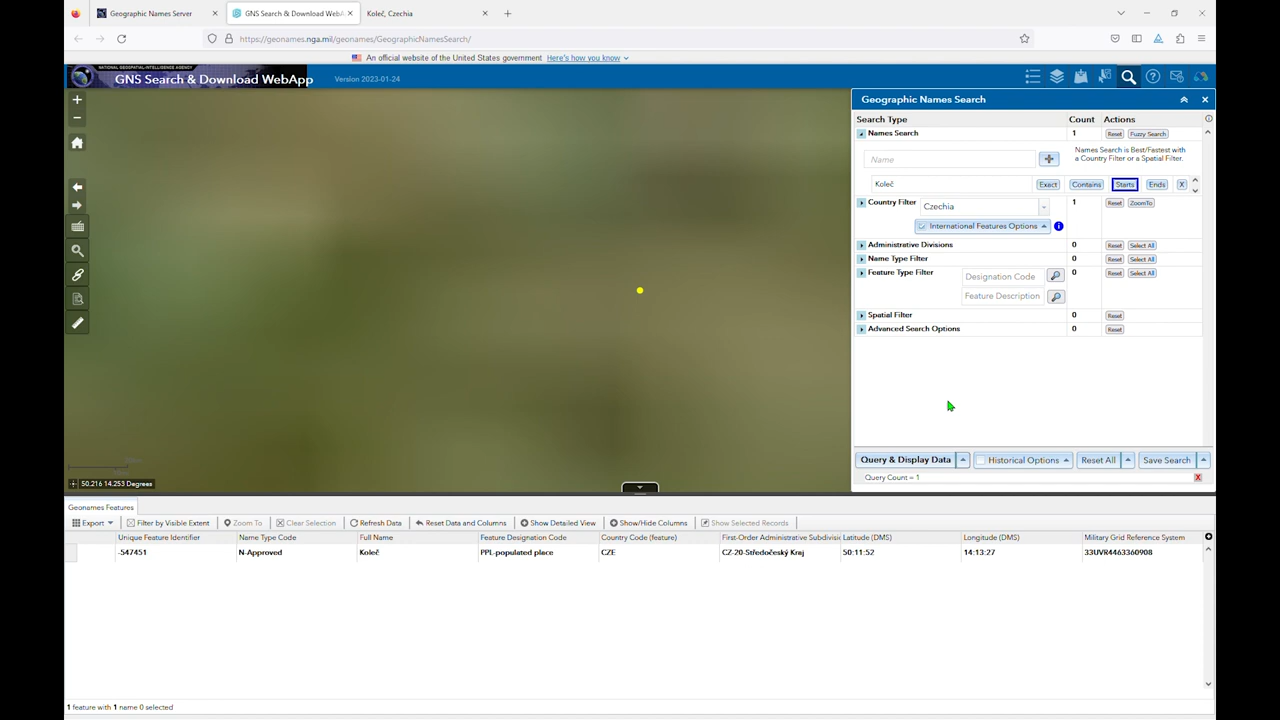 Geographic Names Server
GNS Search & Download WebA
Koleč, Czechia
https://geonames.nga.mil/geonames/GeographicNamesSearch/
An official website of the United States government Here's how you know
NATIONAL GEOSPATIAL-INTELLIGENCE AGENCY
GNS Search & Download WebApp Version 2023-01-24
Geographic Names Search
Search Type Count Actions
Names Search 1 Reset Fuzzy Search
Name
Names Search is Best/Fastest with
a Country Filter or a Spatial Filter.
Koleč Exact Contains Starts Ends X
Country Filter Czechia 1 Reset ZoomTo
International Features Options
Administrative Divisions 0 Reset Select All
Name Type Filter 0 Reset Select All
Feature Type Filter Designation Code 0 Reset Select All
Feature Description
Spatial Filter 0 Reset
Advanced Search Options 0 Reset
Query & Display Data Historical Options Reset All Save Search
Query Count = 1 X
50.216 14.253 Degrees
Geonames Features
Export Filter by Visible Extent Zoom To Clear Selection Refresh Data Reset Data and Columns Show Detailed View Show/Hide Columns Show Selected Records
Unique Feature Identifier Name Type Code Full Name Feature Designation Code Country Code (feature) First-Order Administrative Subdivisi Latitude (DMS) Longitude (DMS) Military Grid Reference System
-547451 N-Approved Koleč PPL-populated place CZE CZ-20-Středočeský Kraj 50:11:52 14:13:27 33UVR4463360908
1 feature with 1 name 0 selected